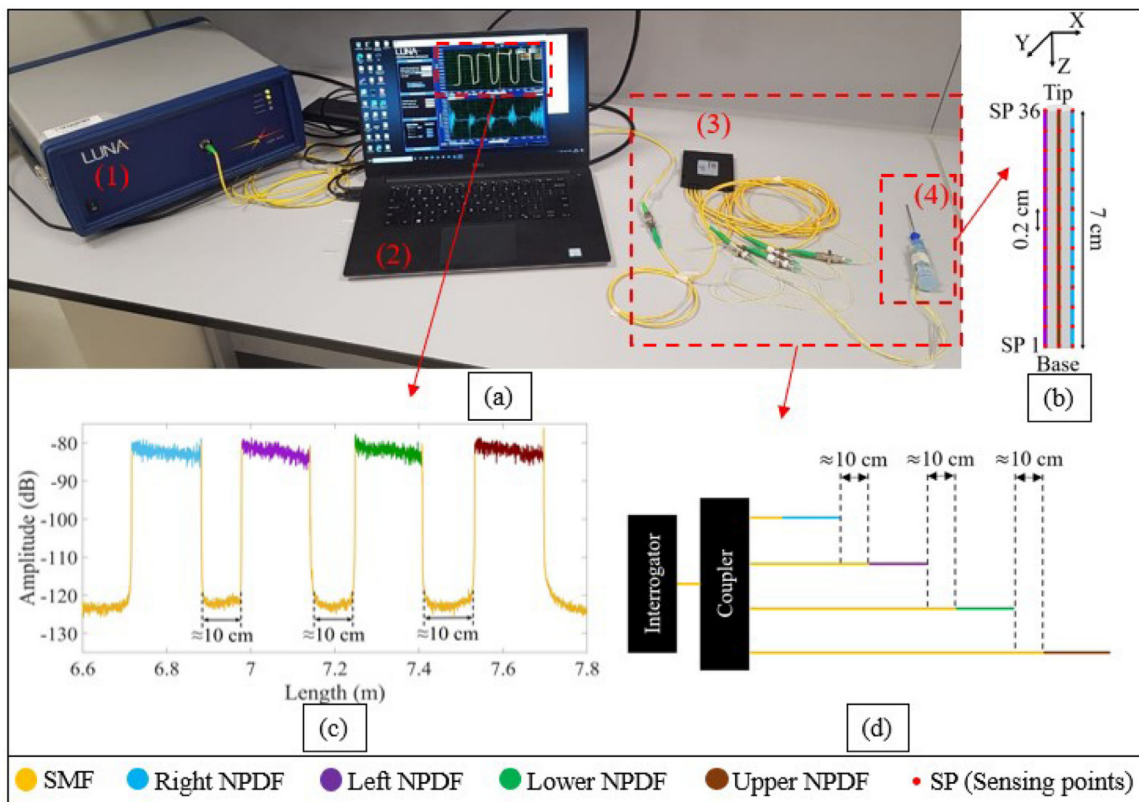 LUNA
(1)
LUNA
(2)
(3)
(4)
(a)
X
Y
Z
Tip
SP 36
0.2 cm
7 cm
SP 1
Base
(b)
Amplitude (dB)
-80
-90
-100
-110
-120
-130
≈10 cm
≈10 cm
≈10 cm
6.6
6.8
7
7.2
7.4
7.6
7.8
Length (m)
(c)
≈10 cm
≈10 cm
≈10 cm
Interrogator
Coupler
(d)
SMF
Right NPDF
Left NPDF
Lower NPDF
Upper NPDF
SP (Sensing points)